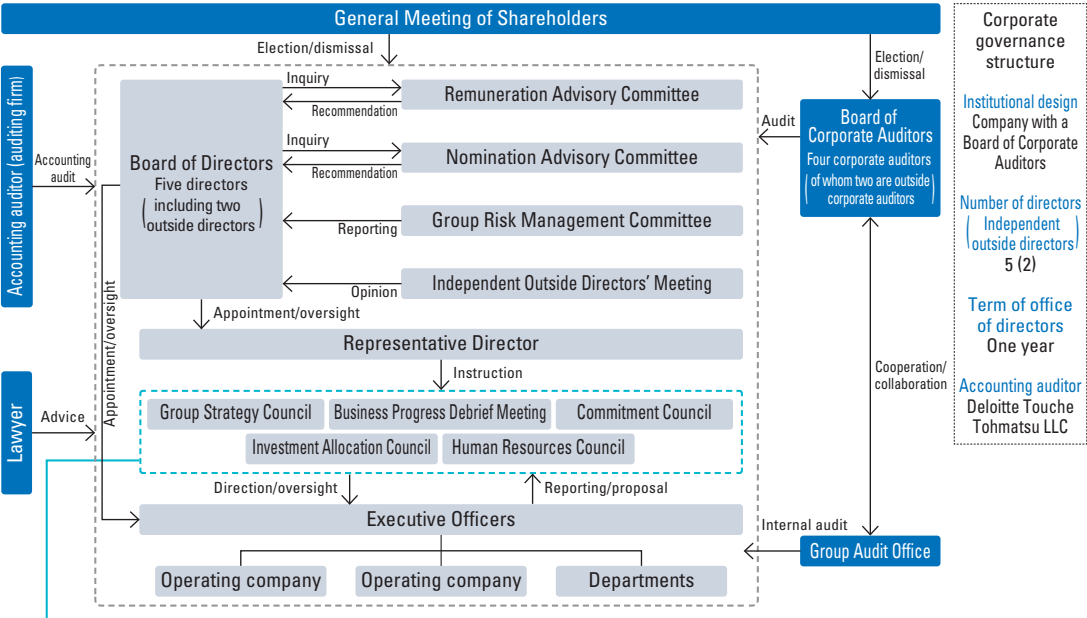 General Meeting of Shareholders
Election/dismissal
Election/
dismissal
Accounting auditor (auditing firm)
Accounting
audit
Lawyer
Advice
Board of Directors
Five directors
including two
outside directors
Inquiry
Recommendation
Remuneration Advisory Committee
Inquiry
Recommendation
Nomination Advisory Committee
Reporting
Group Risk Management Committee
Opinion
Independent Outside Directors' Meeting
Appointment/oversight
Appointment/oversight
Representative Director
Instruction
Group Strategy Council
Business Progress Debrief Meeting
Commitment Council
Investment Allocation Council
Human Resources Council
Direction/oversight
Reporting/proposal
Executive Officers
Operating company
Operating company
Departments
Audit
Board of
Corporate Auditors
Four corporate auditors
(of whom two are outside
corporate auditors)
Cooperation/
collaboration
Internal audit
Group Audit Office
Corporate
governance
structure
Institutional design
Company with a
Board of Corporate
Auditors
Number of directors
(Independent
outside directors)
5 (2)
Term of office
of directors
One year
Accounting auditor
Deloitte Touche
Tohmatsu LLC